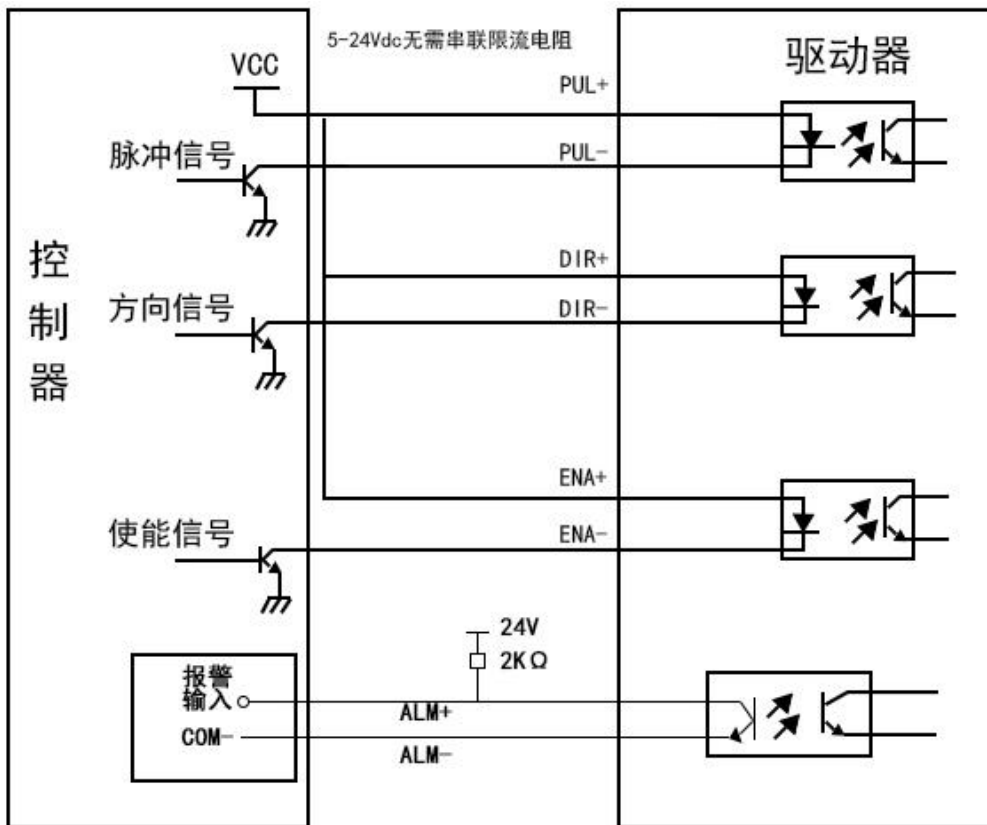 5-24Vdc无需串联限流电阻
驱动器
VCC
PUL+
脉冲信号
PUL-
控制器
DIR+
方向信号
DIR-
ENA+
使能信号
ENA-
24V
2KΩ
报警
输入
ALM+
COM-
ALM-